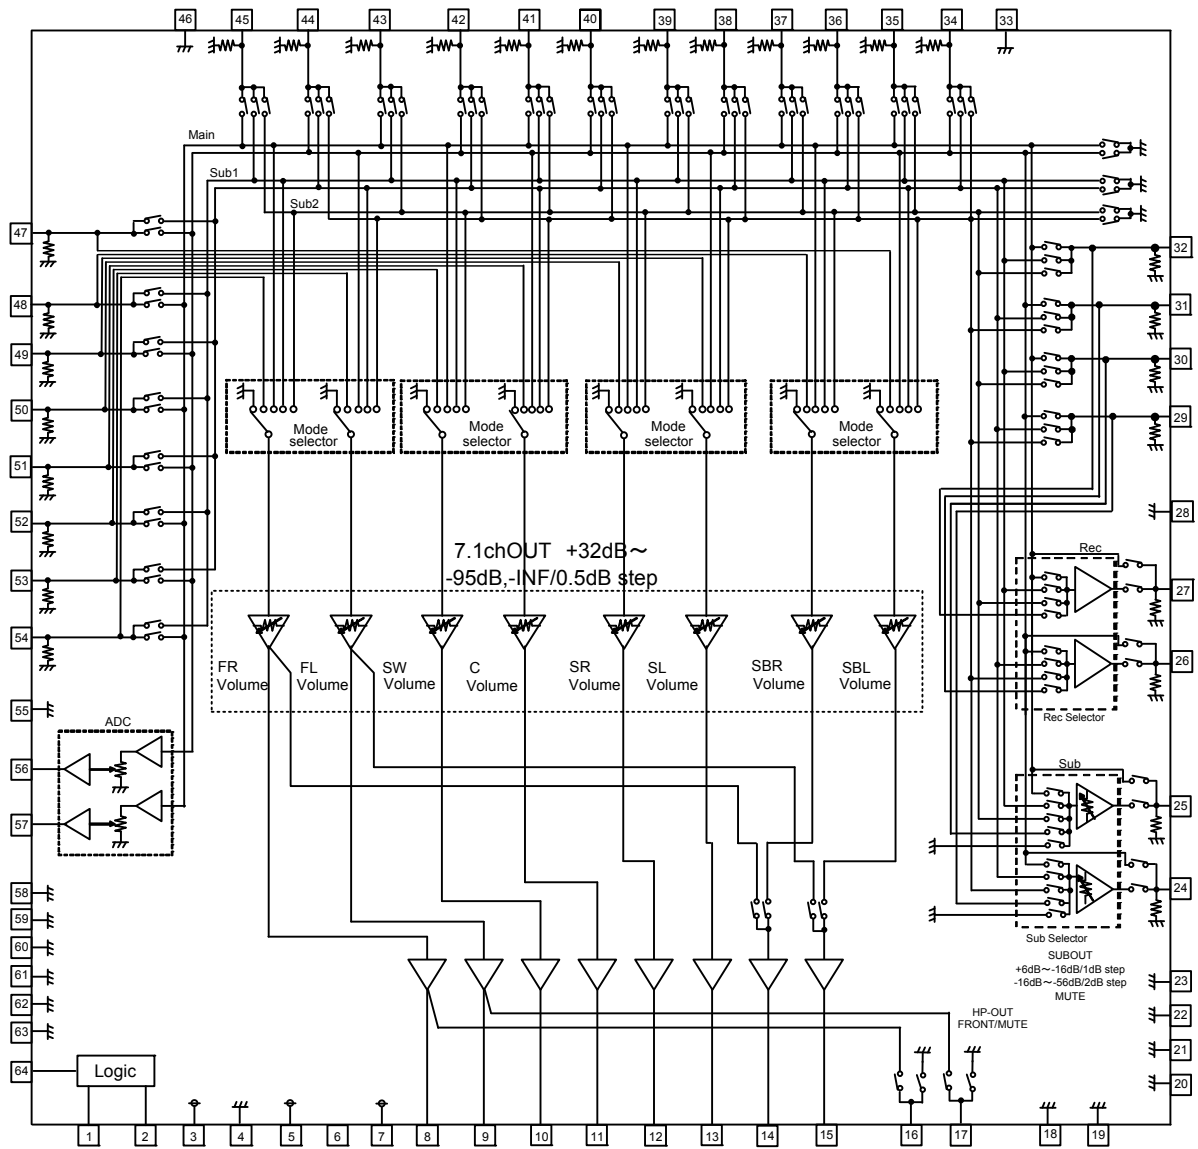 46 45 44 43 42 41 40 39 38 37 36 35 34 33
Main
Sub1
Sub2
47
32
48
31
49
30
50
29
Mode
selector
Mode
selector
Mode
selector
Mode
selector
51
52
28
7.1chOUT +32dB～
-95dB,-INF/0.5dB step
Rec
53
27
54
26
FR
Volume
FL
Volume
SW
Volume
C
Volume
SR
Volume
SL
Volume
SBR
Volume
SBL
Volume
55
Rec Selector
ADC
56
Sub
57
25
58
24
59
60
Sub Selector
SUBOUT
+6dB～-16dB/1dB step
-16dB～-56dB/2dB step
MUTE
61
23
62
22
63
HP-OUT
FRONT/MUTE
21
64
Logic
20
1 2 3 4 5 6 7 8 9 10 11 12 13 14 15 16 17 18 19